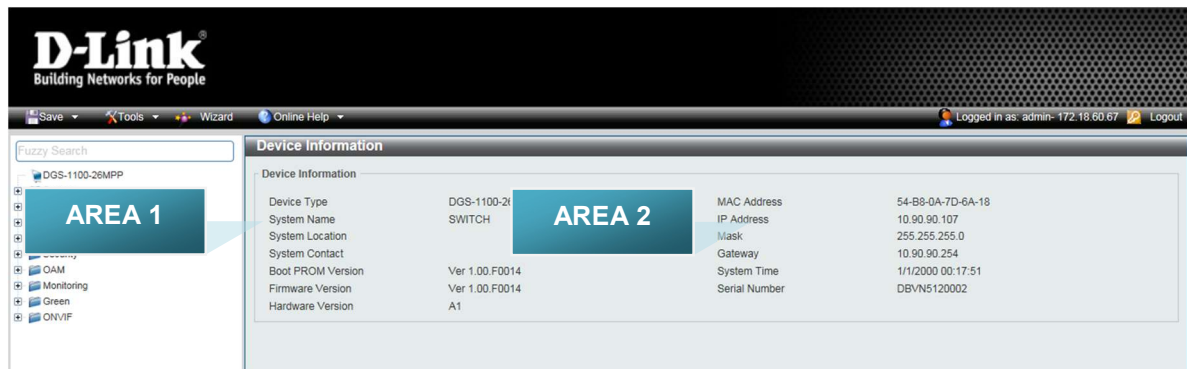 D-Link®
Building Networks for People
Save Tools Wizard Online Help Logged in as: admin- 172.18.60.67 Logout
Fuzzy Search
DGS-1100-26MPP
Security
OAM
Monitoring
Green
ONVIF
AREA 1
Device Information
Device Information
Device Type DGS-1100-26 MAC Address 54-B8-0A-7D-6A-18
System Name SWITCH IP Address 10.90.90.107
System Location Mask 255.255.255.0
System Contact Gateway 10.90.90.254
Boot PROM Version Ver 1.00.F0014 System Time 1/1/2000 00:17:51
Firmware Version Ver 1.00.F0014 Serial Number DBVN5120002
Hardware Version A1
AREA 2